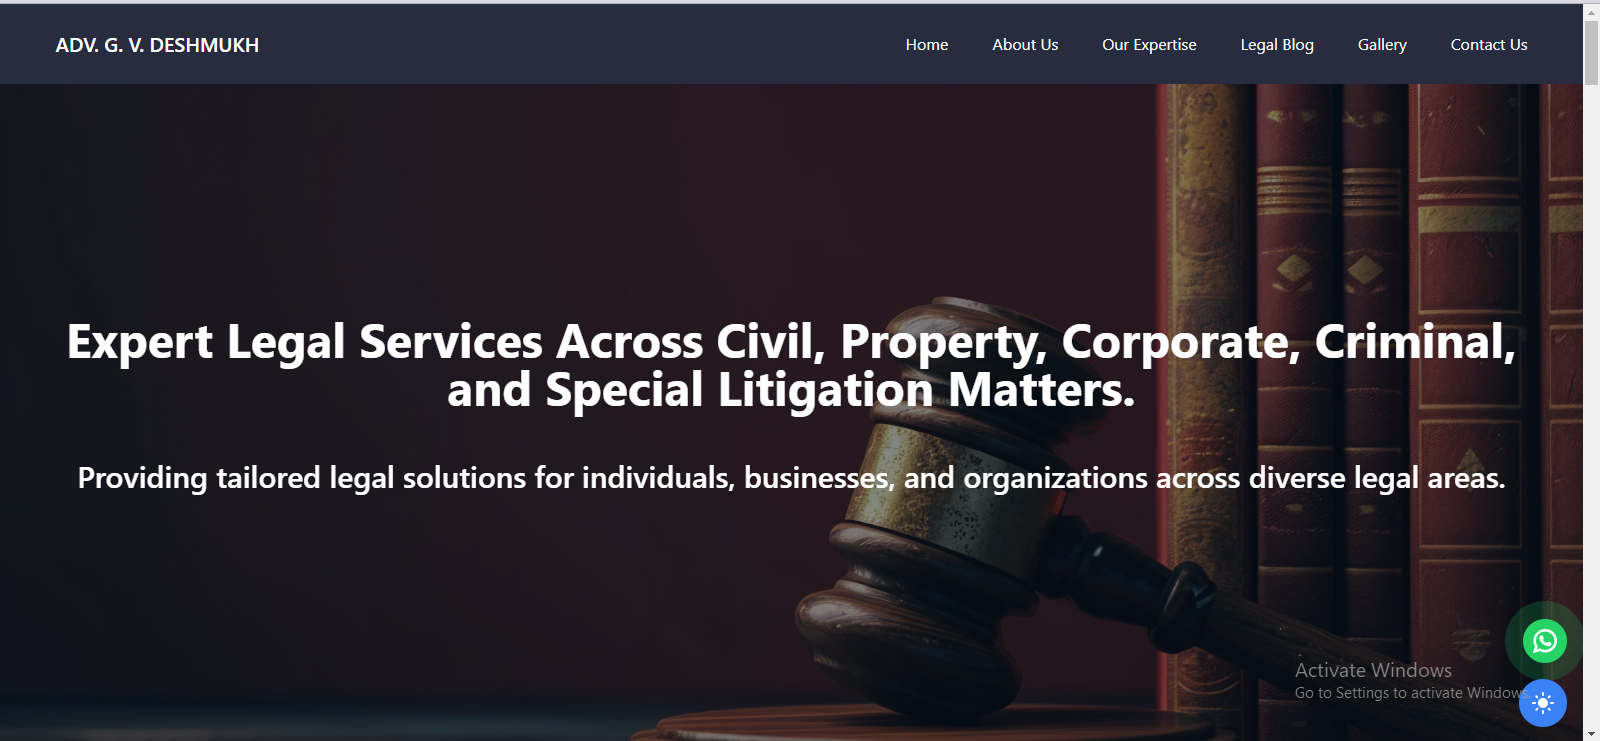 ADV. G. V. DESHMUKH
Home About Us Our Expertise Legal Blog Gallery Contact Us
Expert Legal Services Across Civil, Property, Corporate, Criminal,
and Special Litigation Matters.
Providing tailored legal solutions for individuals, businesses, and organizations across diverse legal areas.
Activate Windows
Go to Settings to activate Windows.